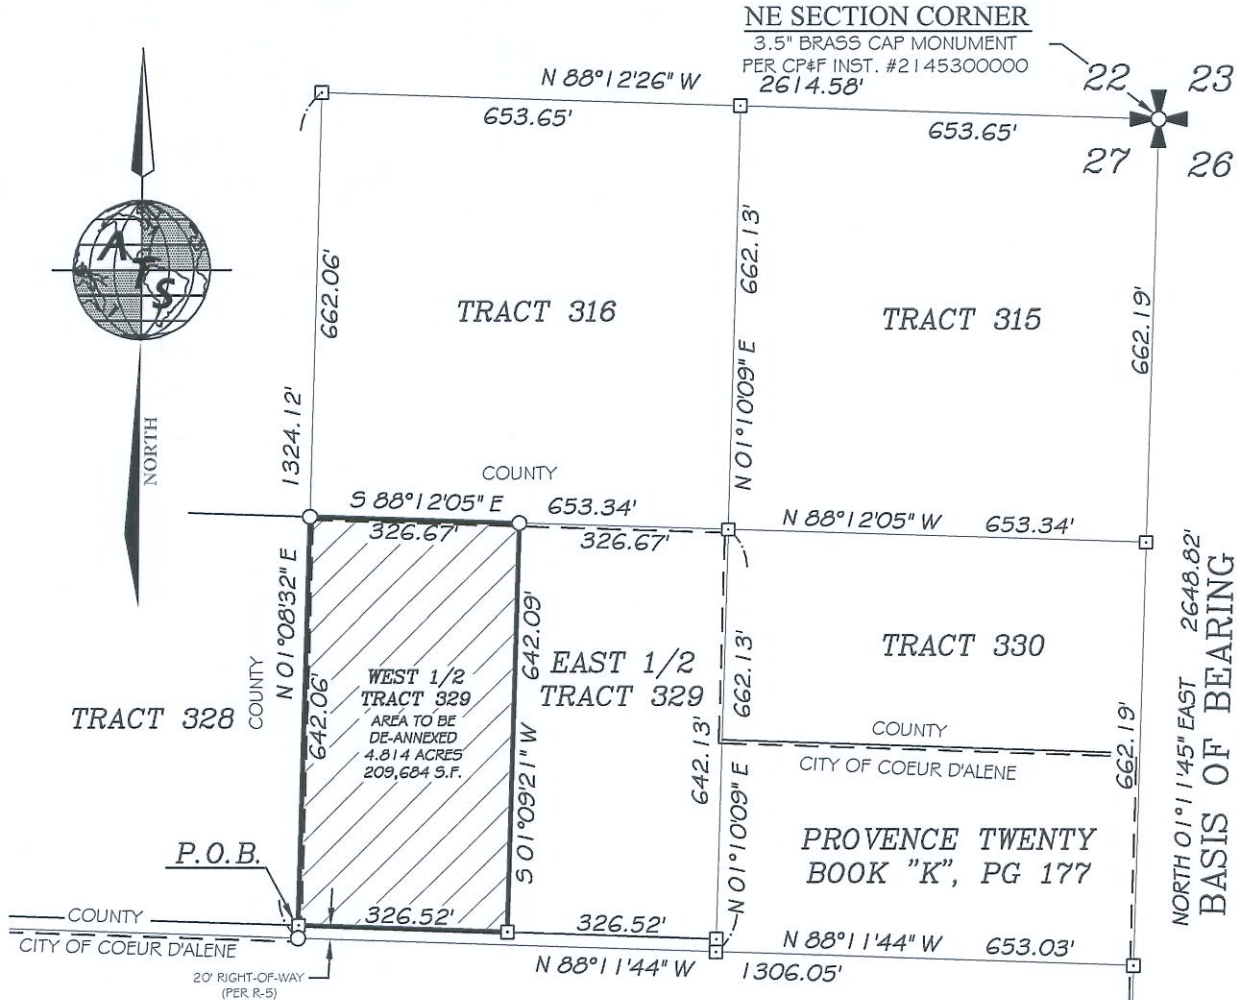 NE SECTION CORNER
3.5" BRASS CAP MONUMENT
PER CP&F INST. #2145300000
N 88°12'26" W
2614.58'
22
23
653.65'
653.65'
27
26
A
T
S
NORTH
662.06'
662.13'
662.19'
TRACT 316
TRACT 315
1324.12'
N 01°10'09" E
COUNTY
S 88°12'05" E
653.34'
N 88°12'05" W
653.34'
326.67'
326.67'
N 01°08'32" E
642.09'
2648.82'
662.13'
EAST 1/2
TRACT 329
TRACT 330
WEST 1/2
TRACT 329
AREA TO BE
DE-ANNEXED
4.814 ACRES
209,684 S.F.
TRACT 328
COUNTY
642.06'
S 01°09'21" W
642.13'
COUNTY
CITY OF COEUR D'ALENE
662.19'
NORTH 01°11'45" EAST
BASIS OF BEARING
N 01°10'09" E
PROVENCE TWENTY
BOOK "K", PG 177
P.O.B.
COUNTY
CITY OF COEUR D'ALENE
326.52'
326.52'
N 88°11'44" W
653.03'
20' RIGHT-OF-WAY
(PER R-5)
N 88°11'44" W
1306.05'